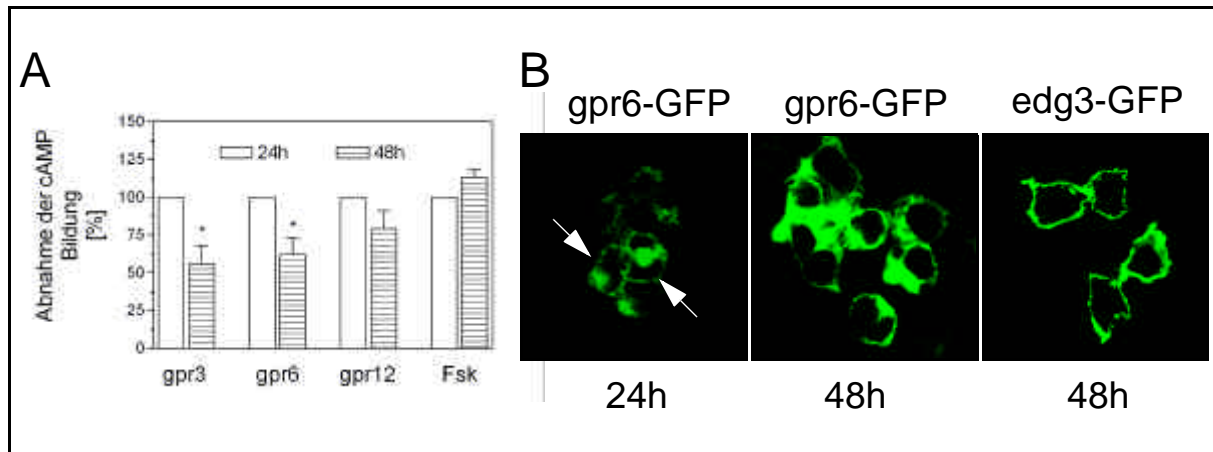 A
Abnahme der cAMP
Bildung
[%]
150
125
100
75
50
25
0
24h
48h
*
*
gpr3
gpr6
gpr12
Fsk
B
gpr6-GFP
gpr6-GFP
edg3-GFP
24h
48h
48h